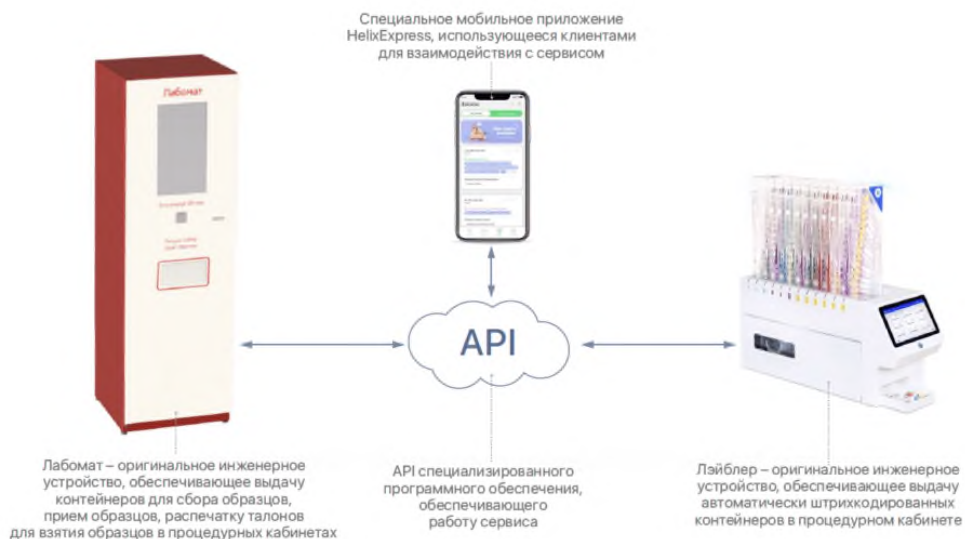 Специальное мобильное приложение
HelixExpress, использующееся клиентами
для взаимодействия с сервисом
Лабомат
API
Лабомат – оригинальное инженерное
устройство, обеспечивающее выдачу
контейнеров для сбора образцов,
прием образцов, распечатку талонов
для взятия образцов в процедурных кабинетах
API специализированного
программного обеспечения,
обеспечивающего
работу сервиса
Лэйблер – оригинальное инженерное
устройство, обеспечивающее выдачу
автоматически штрихкодированных
контейнеров в процедурном кабинете